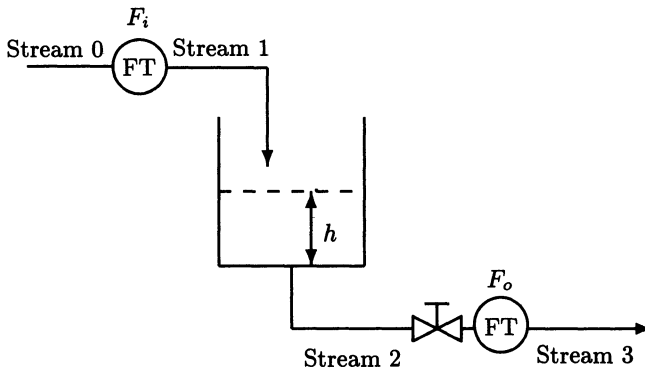 F_i
Stream 0
FT
Stream 1
h
F_o
FT
Stream 2
Stream 3